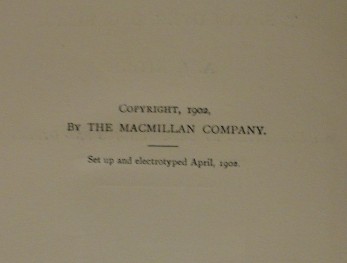 COPYRIGHT, 1902,
BY THE MACMILLAN COMPANY.
Set up and electrotyped April, 1902.